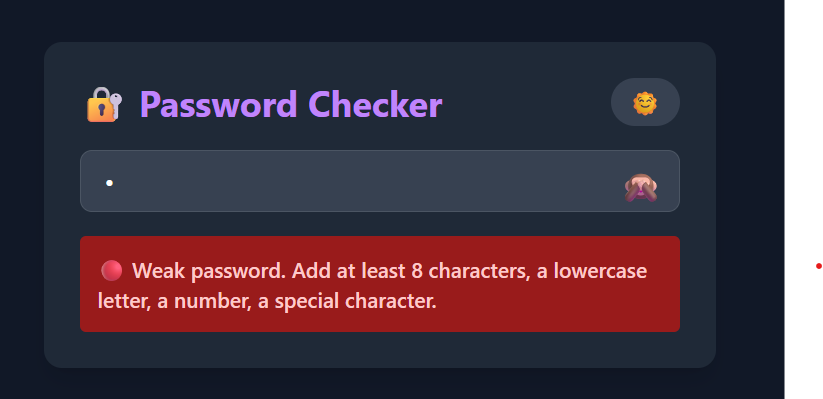 Password Checker
Weak password. Add at least 8 characters, a lowercase
letter, a number, a special character.